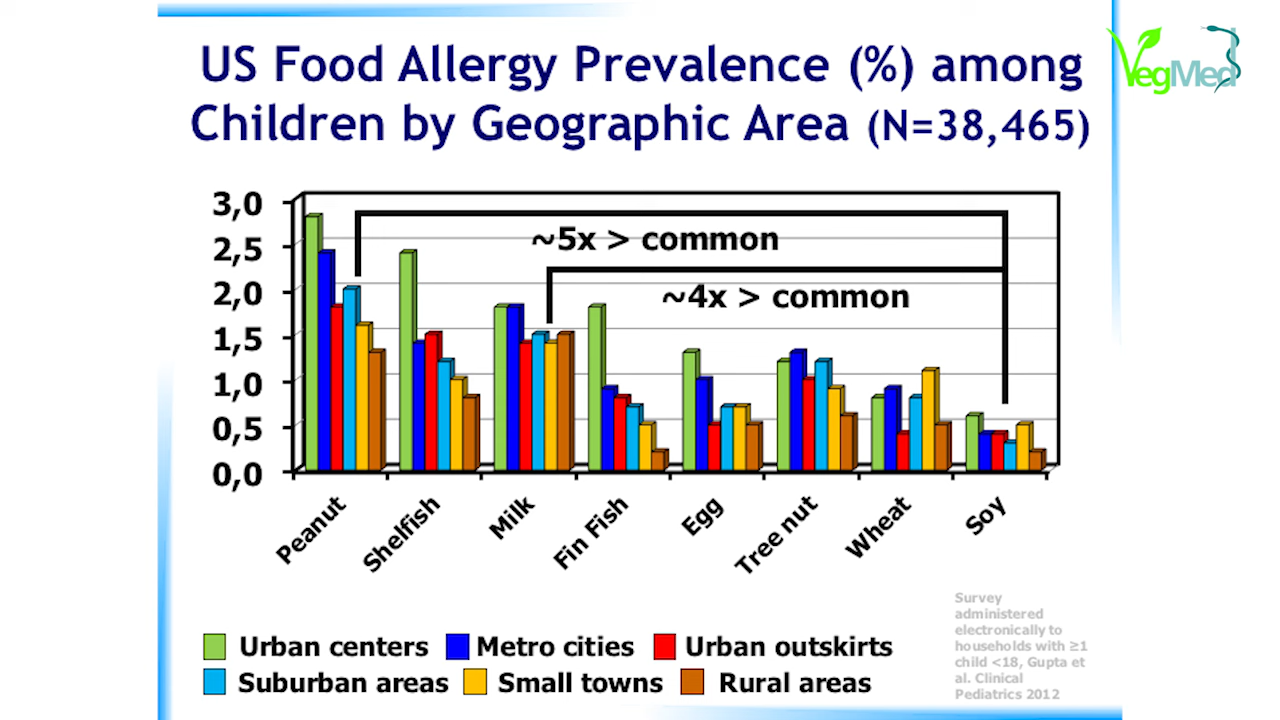 US Food Allergy Prevalence (%) among
Children by Geographic Area (N=38,465)
VegMed
3,0
2,5
2,0
1,5
1,0
0,5
0,0
~5x > common
~4x > common
Peanut
Shelfish
Milk
Fin Fish
Egg
Tree nut
Wheat
Soy
Urban centers
Metro cities
Urban outskirts
Suburban areas
Small towns
Rural areas
Survey
administered
electronically to
households with ≥1
child <18, Gupta et
al. Clinical
Pediatrics 2012